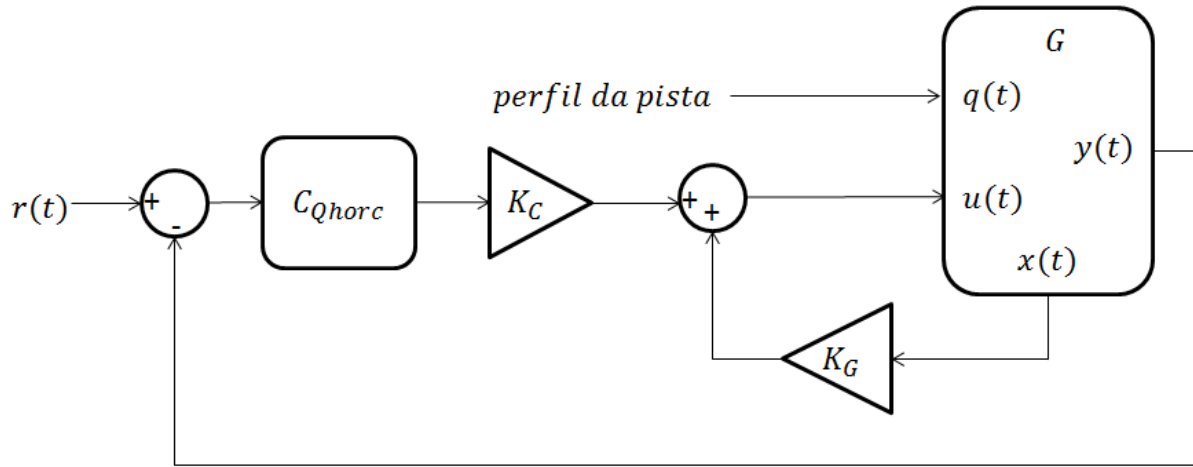 G
perfil da pista
q(t)
y(t)
r(t)
+
-
C_Qhorc
K_C
+
+
u(t)
x(t)
K_G